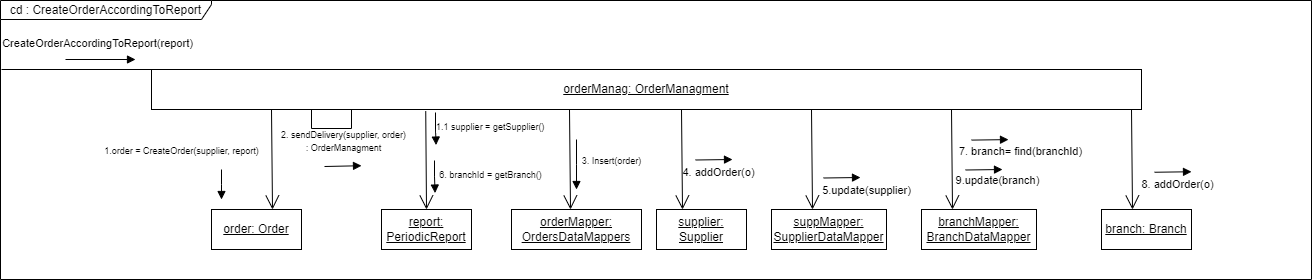 cd : CreateOrderAccordingToReport
CreateOrderAccordingToReport(report)
orderManag: OrderManagment
1.order = CreateOrder(supplier, report)
2. sendDelivery(supplier, order)
: OrderManagment
1.1 supplier = getSupplier()
6. branchId = getBranch()
3. Insert(order)
4. addOrder(o)
5.update(supplier)
7. branch= find(branchId)
9.update(branch)
8. addOrder(o)
order: Order
report:
PeriodicReport
orderMapper:
OrdersDataMappers
supplier:
Supplier
suppMapper:
SupplierDataMapper
branchMapper:
BranchDataMapper
branch: Branch